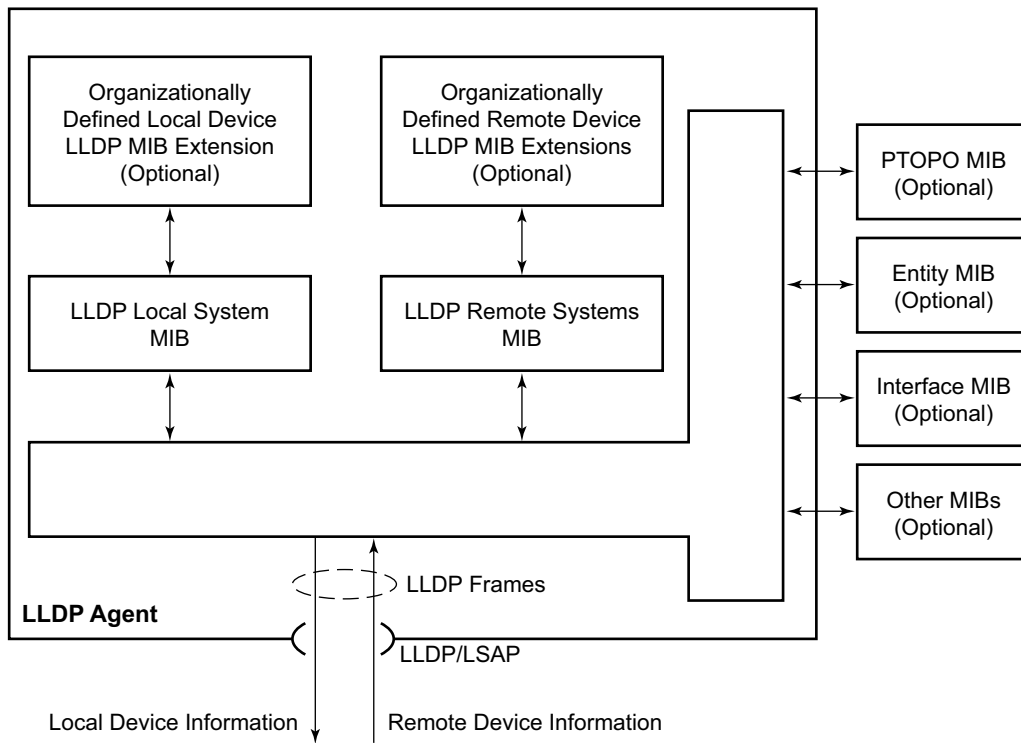 Organizationally
Defined Local Device
LLDP MIB Extension
(Optional)
Organizationally
Defined Remote Device
LLDP MIB Extensions
(Optional)
PTOPO MIB
(Optional)
LLDP Local System
MIB
LLDP Remote Systems
MIB
Entity MIB
(Optional)
Interface MIB
(Optional)
Other MIBs
(Optional)
LLDP Frames
LLDP Agent
LLDP/LSAP
Local Device Information
Remote Device Information